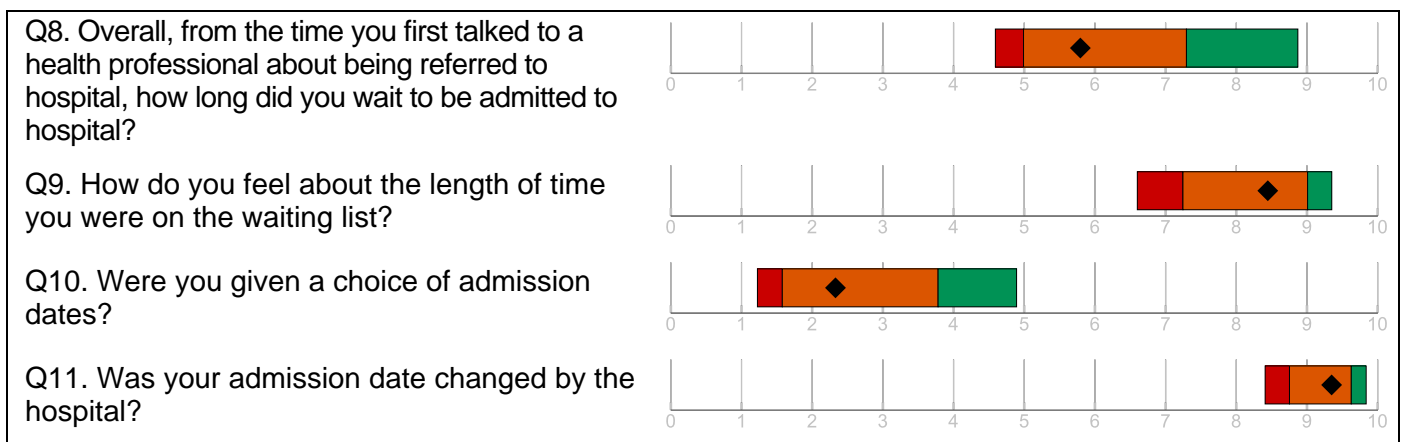 Q8. Overall, from the time you first talked to a
health professional about being referred to
hospital, how long did you wait to be admitted to
hospital?
0 1 2 3 4 5 6 7 8 9 10
Q9. How do you feel about the length of time
you were on the waiting list?
0 1 2 3 4 5 6 7 8 9 10
Q10. Were you given a choice of admission
dates?
0 1 2 3 4 5 6 7 8 9 10
Q11. Was your admission date changed by the
hospital?
0 1 2 3 4 5 6 7 8 9 10